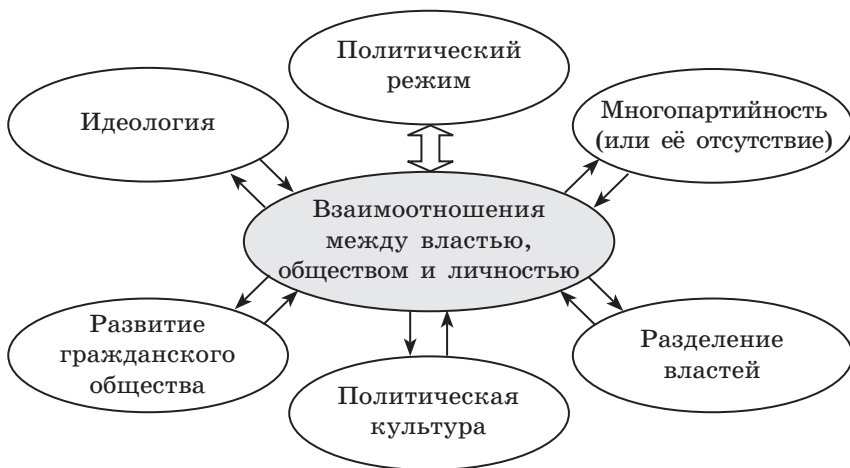 Политический
режим
Идеология
Многопартийность
(или её отсутствие)
Взаимоотношения
между властью,
обществом и личностью
Развитие
гражданского
общества
Политическая
культура
Разделение
властей